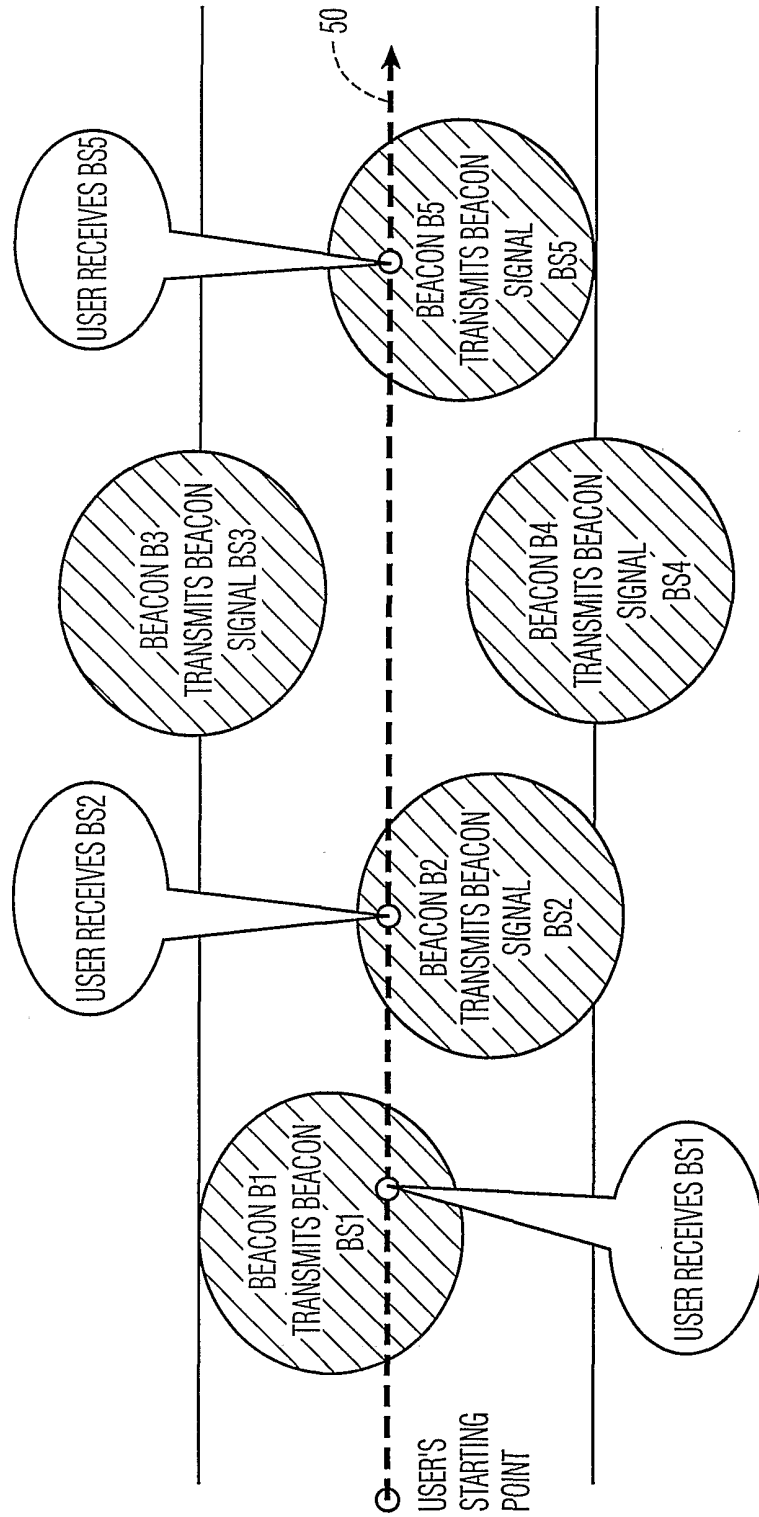 USER'S
STARTING
POINT
BEACON B1
TRANSMITS BEACON
BS1
USER RECEIVES BS1
USER RECEIVES BS2
BEACON B2
TRANSMITS BEACON
SIGNAL
BS2
BEACON B3
TRANSMITS BEACON
SIGNAL BS3
BEACON B4
TRANSMITS BEACON
SIGNAL
BS4
USER RECEIVES BS5
BEACON B5
TRANSMITS BEACON
SIGNAL
BS5
50